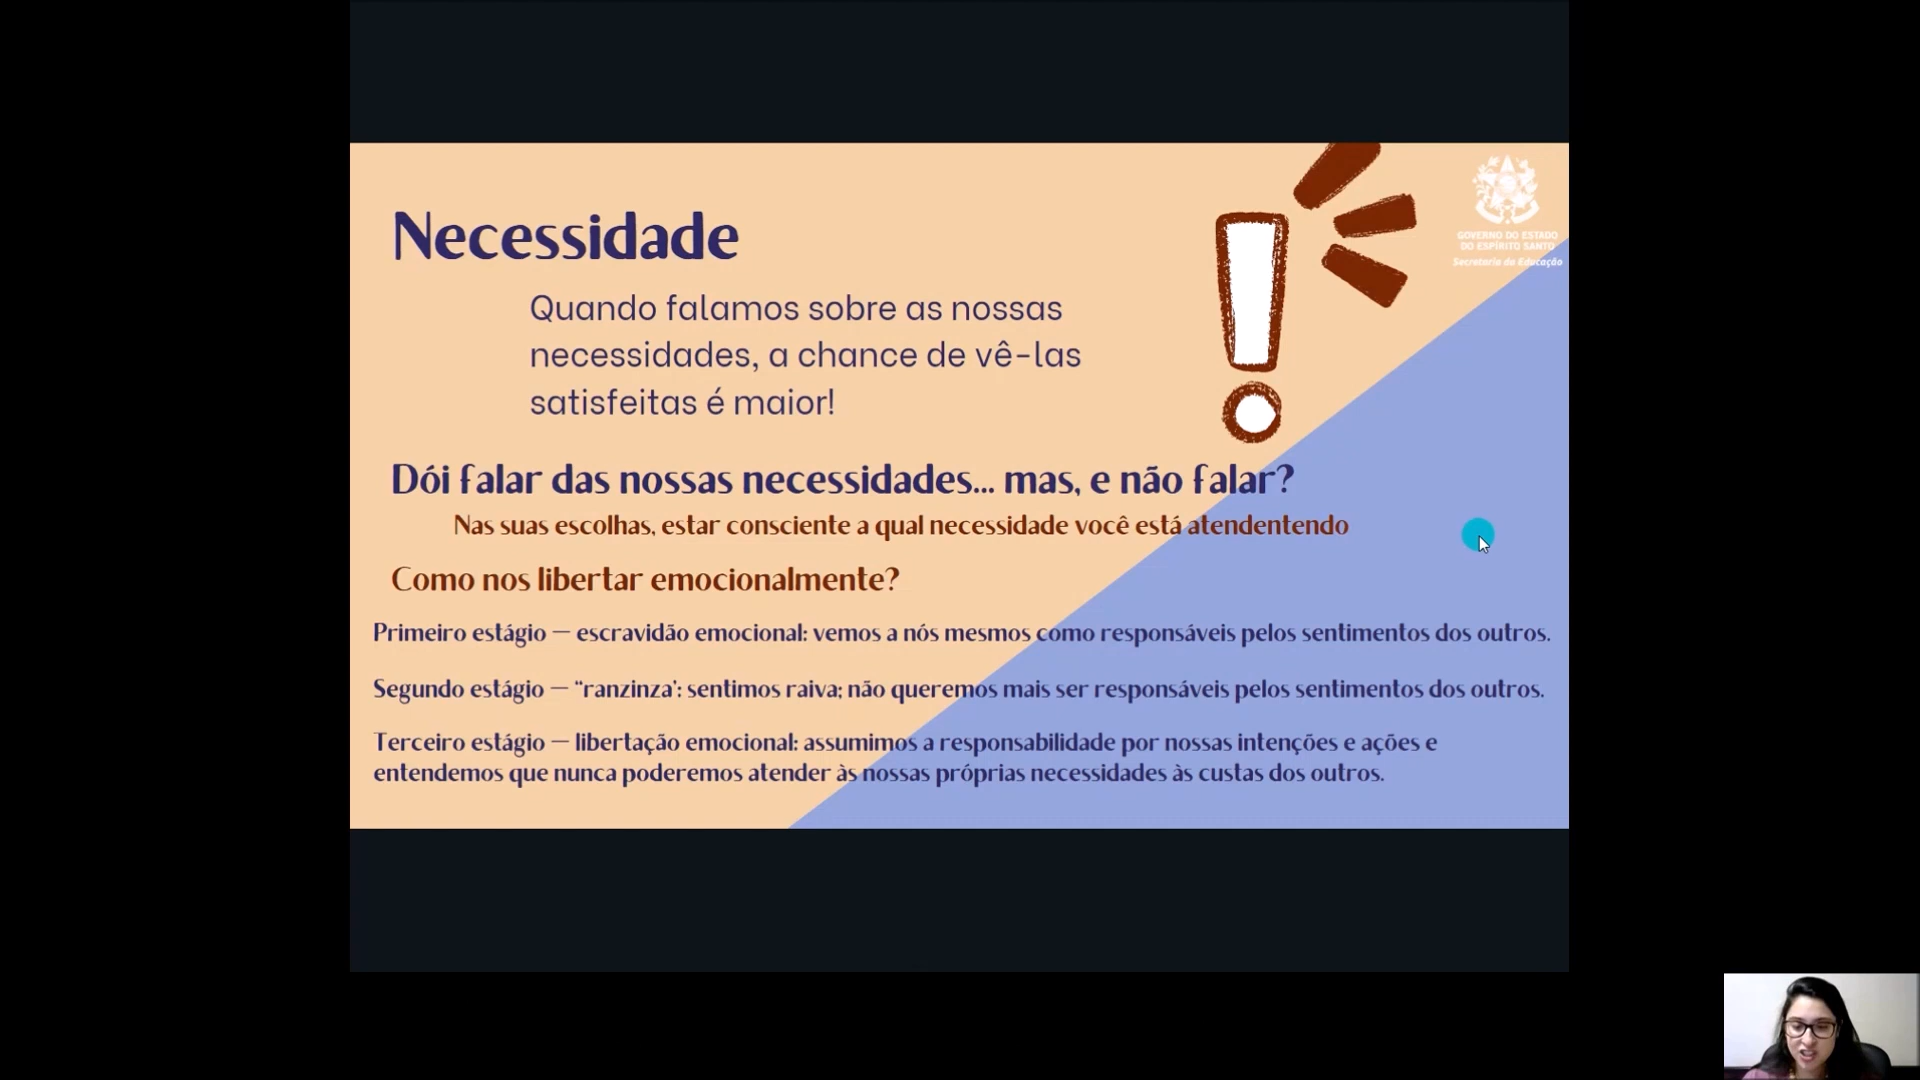 Necessidade
GOVERNO DO ESTADO
DO ESPÍRITO SANTO
Secretaria da Educação
Quando falamos sobre as nossas
necessidades, a chance de vê-las
satisfeitas é maior!
Dói falar das nossas necessidades... mas, e não falar?
Nas suas escolhas, estar consciente a qual necessidade você está atendentendo
Como nos libertar emocionalmente?
Primeiro estágio — escravidão emocional: vemos a nós mesmos como responsáveis pelos sentimentos dos outros.
Segundo estágio — “ranzinza”: sentimos raiva; não queremos mais ser responsáveis pelos sentimentos dos outros.
Terceiro estágio — libertação emocional: assumimos a responsabilidade por nossas intenções e ações e
entendemos que nunca poderemos atender às nossas próprias necessidades às custas dos outros.